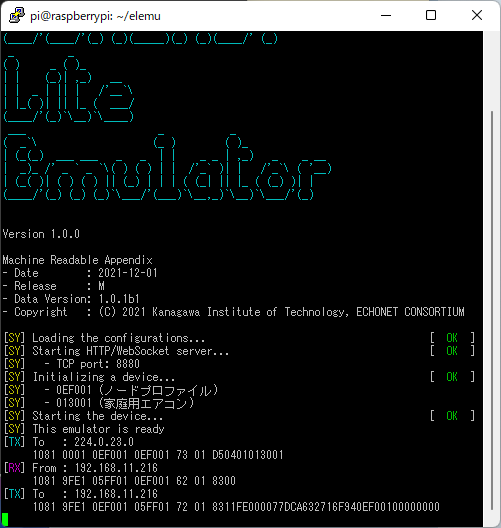 pi@raspberrypi: ~/elemu
Lite
Emulator
Version 1.0.0
Machine Readable Appendix
- Date        : 2021-12-01
- Release     : M
- Data Version: 1.0.1b1
- Copyright   : (C) 2021 Kanagawa Institute of Technology, ECHONET CONSORTIUM
[SY] Loading the configurations... [ OK ]
[SY] Starting HTTP/WebSocket server... [ OK ]
[SY]   - TCP port: 8880
[SY] Initializing a device... [ OK ]
[SY]   - 0EF001 (ノードプロファイル)
[SY]   - 013001 (家庭用エアコン)
[SY] Starting the device... [ OK ]
[SY] This emulator is ready
[TX] To   : 224.0.23.0
1081 0001 0EF001 0EF001 73 01 D50401013001
[RX] From : 192.168.11.216
1081 9FE1 05FF01 0EF001 62 01 8300
[TX] To   : 192.168.11.216
1081 9FE1 0EF001 05FF01 72 01 8311FE000077DCA632716F940EF00100000000